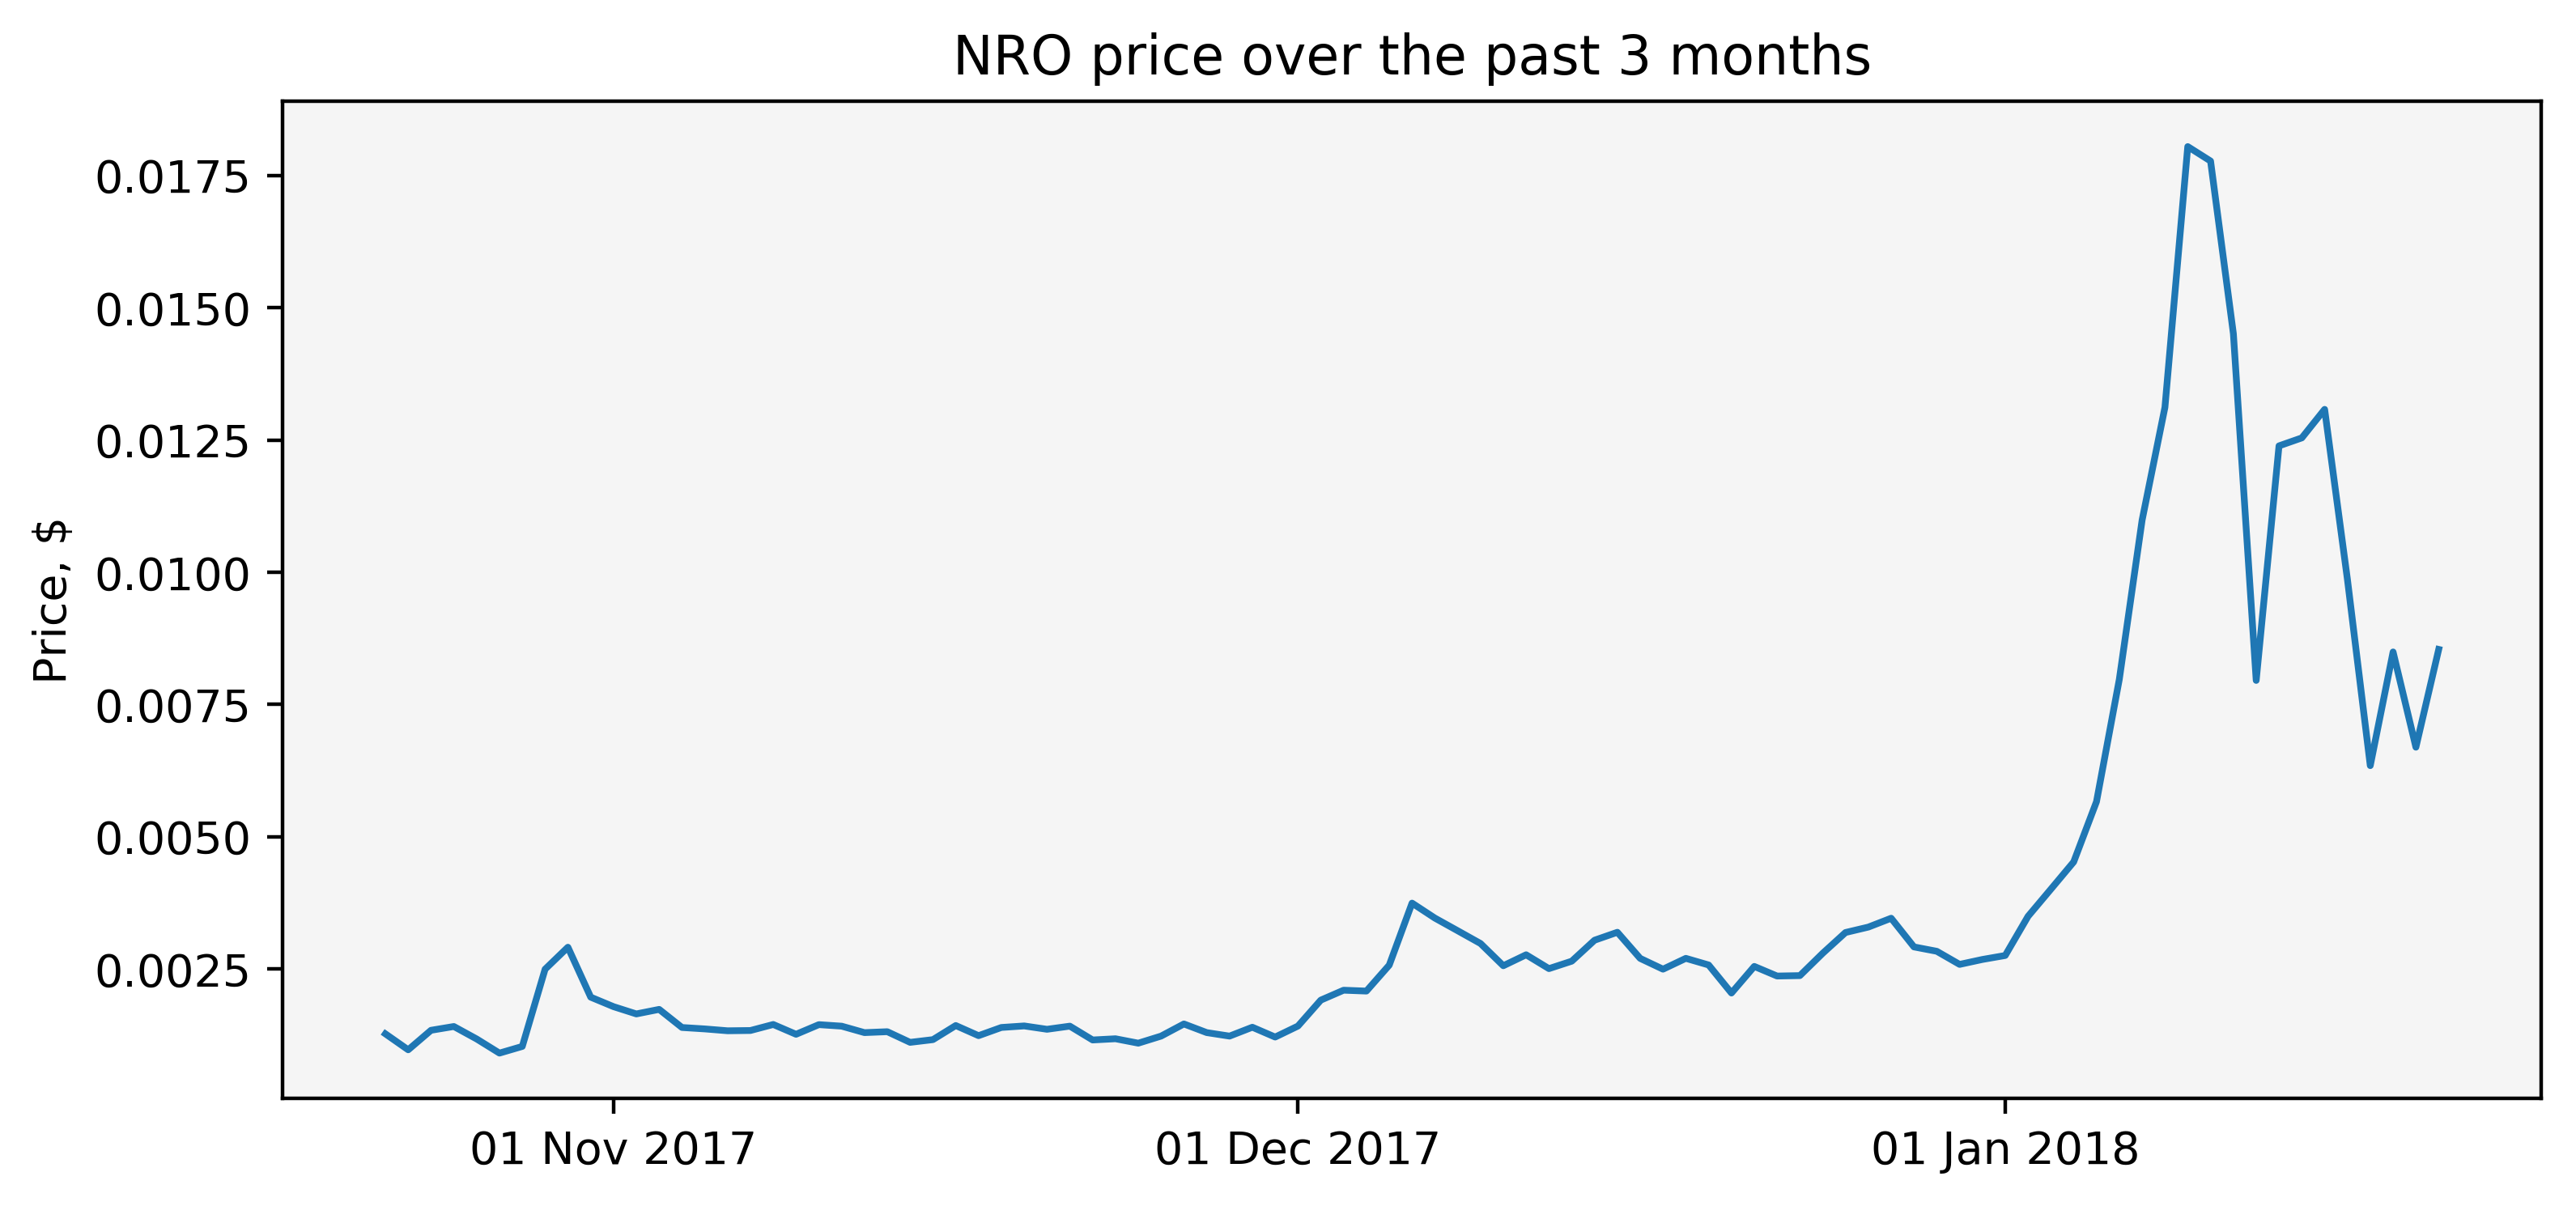 NRO price over the past 3 months
Price, $
0.0175
0.0150
0.0125
0.0100
0.0075
0.0050
0.0025
01 Nov 2017
01 Dec 2017
01 Jan 2018